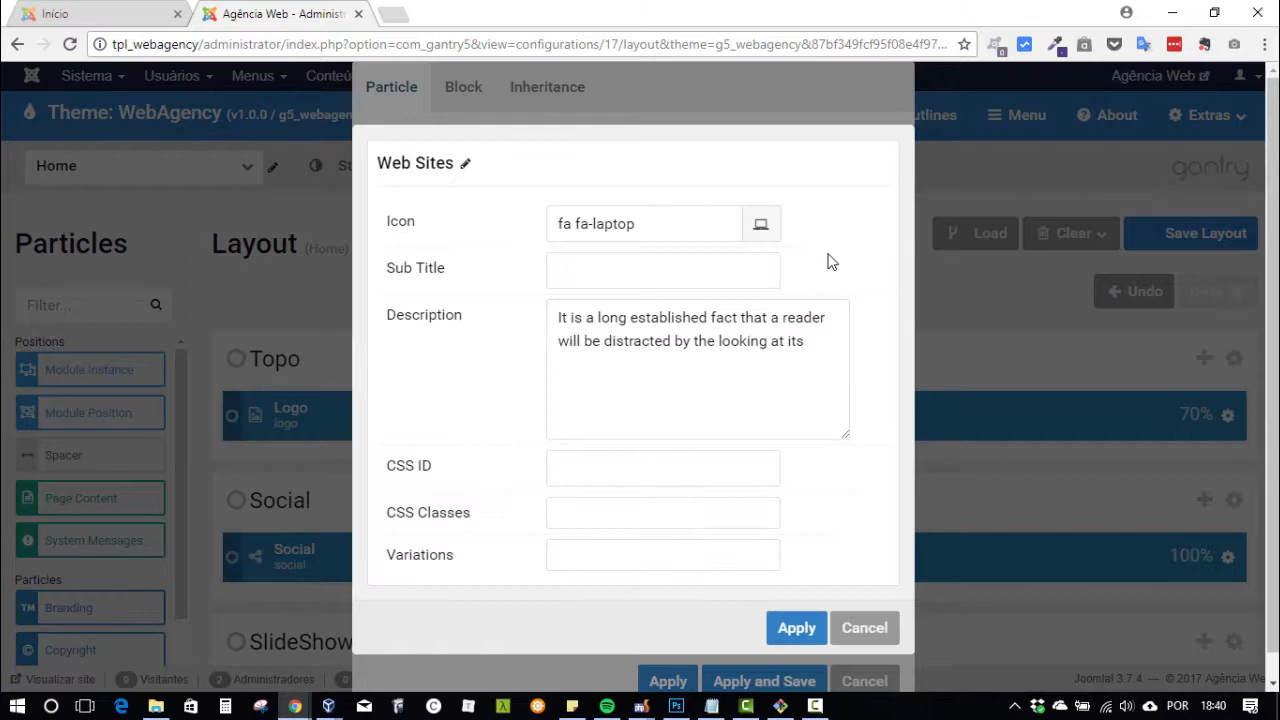 Início
Agência Web - Administ
tpl_webagency/administrator/index.php?option=com_gantry5&view=configurations/17/layout&theme=g5_webagency&87bf349fcf95f08e4f97...
Sistema
Usuários
Menus
Agência Web
Theme: WebAgency (v1.0.0 / g5_webagen
Menu
About
Extras
Particle
Block
Inheritance
Home
gantry
Web Sites
Icon
fa fa-laptop
Particles
Layout (Home)
Load
Clear
Save Layout
Sub Title
Filter...
Undo
Description
It is a long established fact that a reader
will be distracted by the looking at its
Positions
Module Instance
Topo
Module Position
Logo
logo
70%
Spacer
CSS ID
Page Content
Social
CSS Classes
System Messages
Social
social
100%
Variations
Particles
Branding
Apply
Cancel
SlideShow
Copyright
Visualizar site
0 Visitantes
2 Administradores
0
Apply
Apply and Save
Cancel
Joomla! 3.7.4 — © 2017 Agência W
POR
18:40